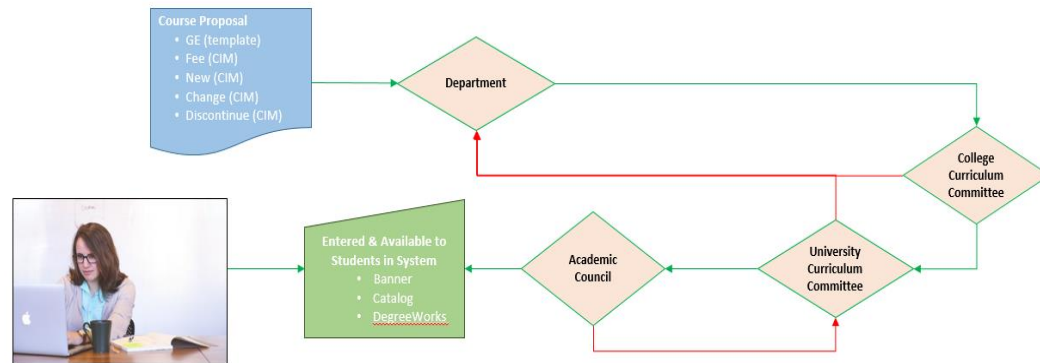 Course Proposal
• GE (template)
• Fee (CIM)
• New (CIM)
• Change (CIM)
• Discontinue (CIM)
Department
College
Curriculum
Committee
University
Curriculum
Committee
Academic
Council
Entered & Available to
Students in System
• Banner
• Catalog
• DegreeWorks